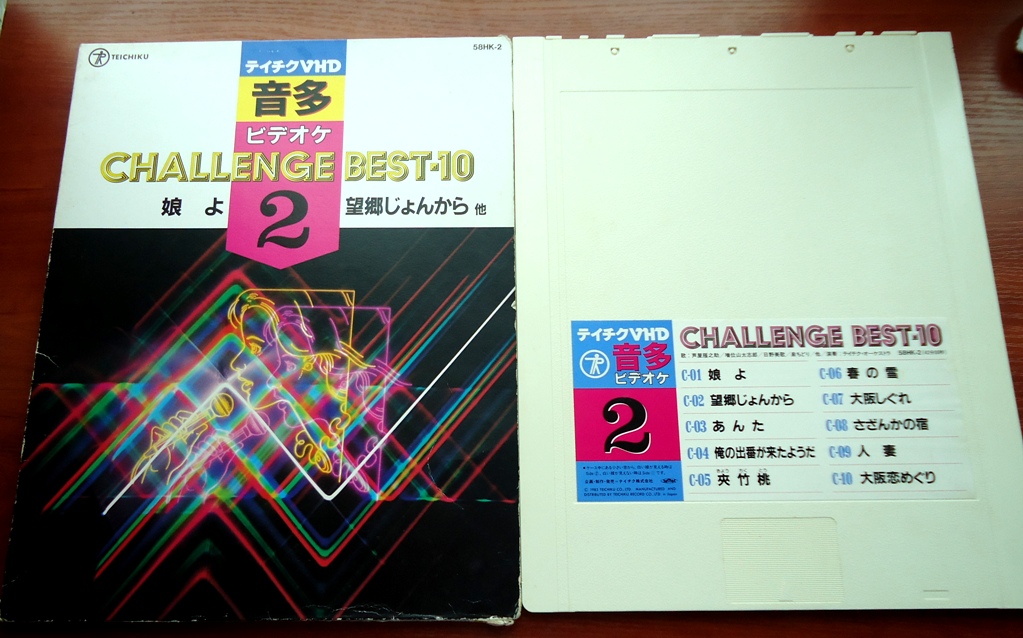 TEICHIKU
58HK-2
テイチクVHD
音多
ビデオケ
CHALLENGE BEST·10
2
娘 よ 望郷じょんから 他
テイチクVHD
音多
ビデオケ
2
CHALLENGE BEST·10
58HK-2
C-01 娘 よ
C-02 望郷じょんから
C-03 あ ん た
C-04 俺の出番が来たようだ
C-05 夾 竹 桃
C-06 春 の 雪
C-07 大阪しぐれ
C-08 さざんかの宿
C-09 人 妻
C-10 大阪恋めぐり